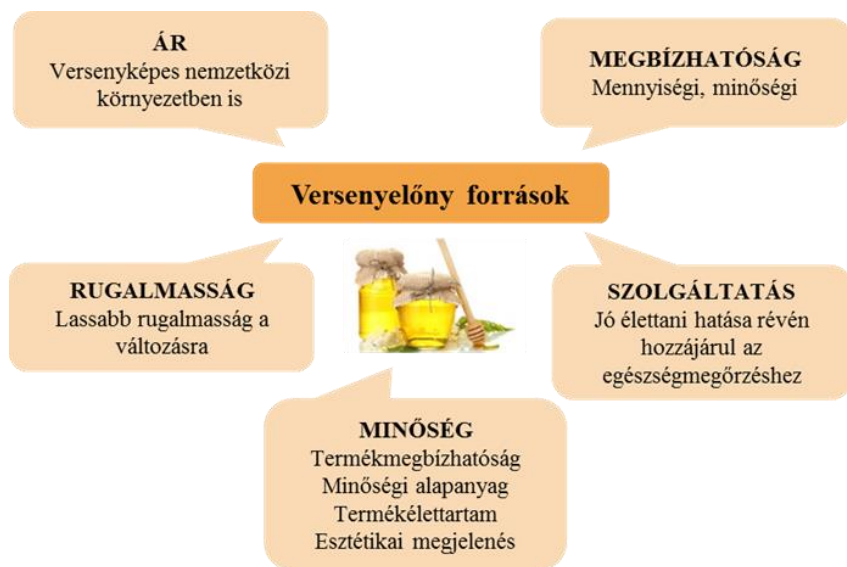 ÁR
Versenyképes nemzetközi
környezetben is
MEGBÍZHATÓSÁG
Mennyiségi, minőségi
Versenyelőny források
RUGALMASSÁG
Lassabb rugalmasság a
változásra
SZOLGÁLTATÁS
Jó élettani hatása révén
hozzájárul az
egészségmegőrzéshez
MINŐSÉG
Termékmegbízhatóság
Minőségi alapanyag
Termékélettartam
Esztétikai megjelenés